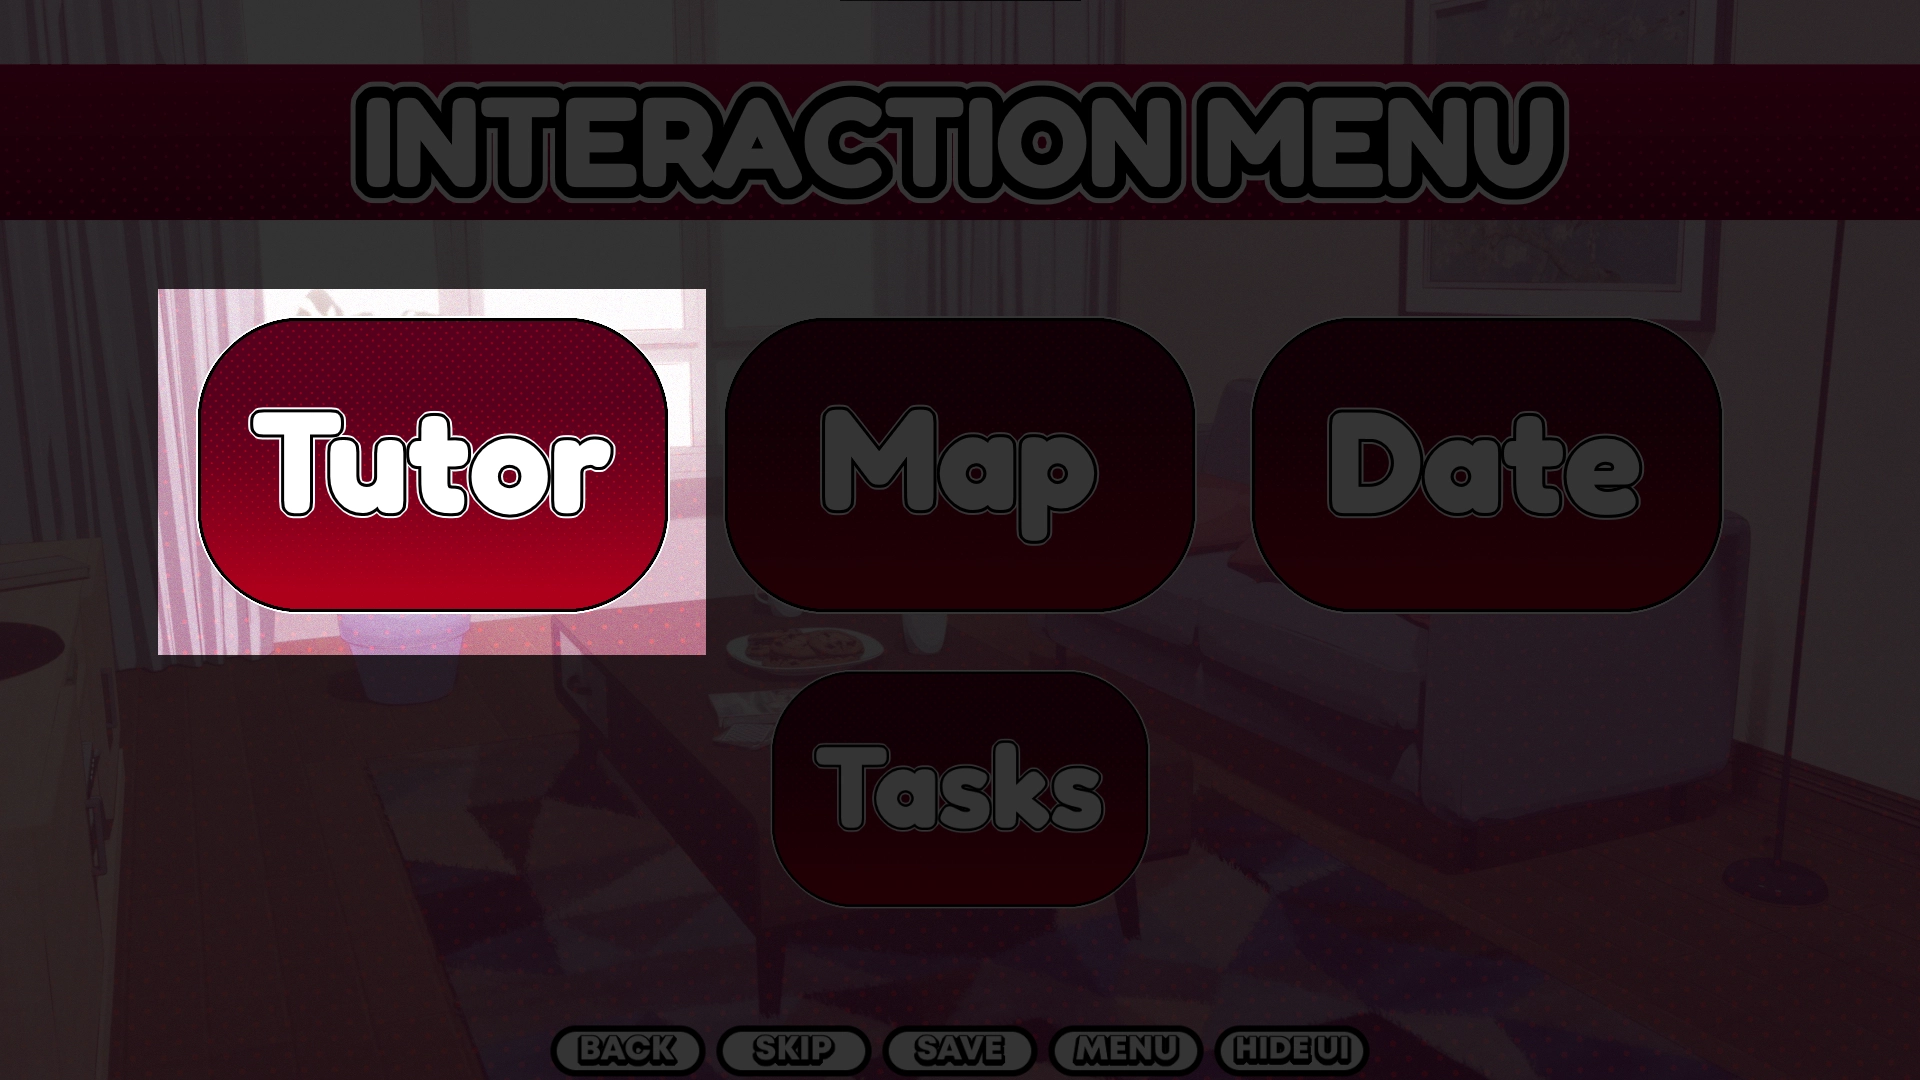 INTERACTION MENU
Tutor
Map
Date
Tasks
BACK
SKIP
SAVE
MENU
HIDE UI